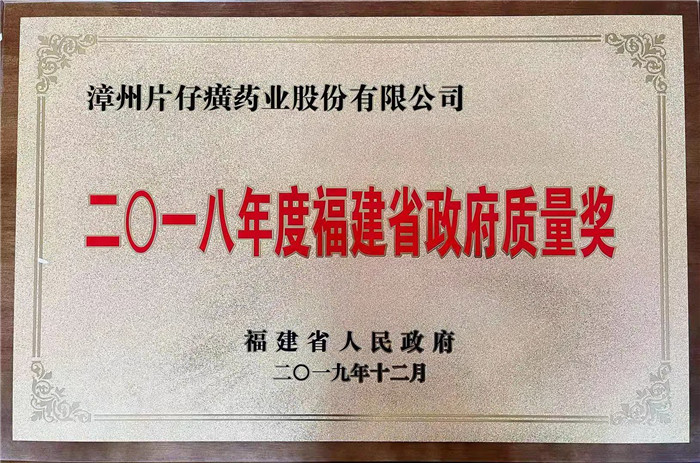 漳州片仔癀药业股份有限公司
二〇一八年度福建省政府质量奖
福建省人民政府
二〇一九年十二月